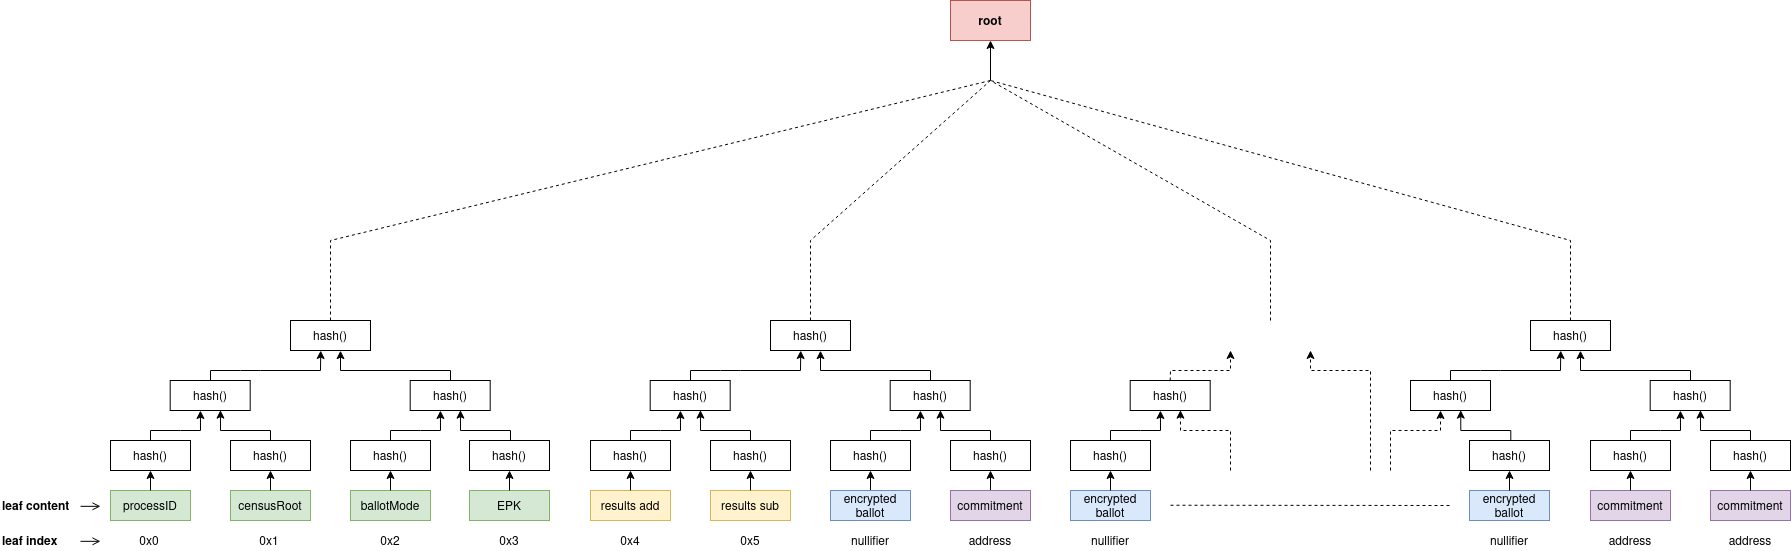 root
hash() hash() hash()
hash() hash() hash() hash() hash() hash() hash()
hash() hash() hash() hash() hash() hash() hash() hash() hash() hash() hash() hash()
leaf content processID censusRoot ballotMode EPK results add results sub encrypted ballot commitment encrypted ballot encrypted ballot commitment commitment
leaf index 0x0 0x1 0x2 0x3 0x4 0x5 nullifier address nullifier nullifier address address